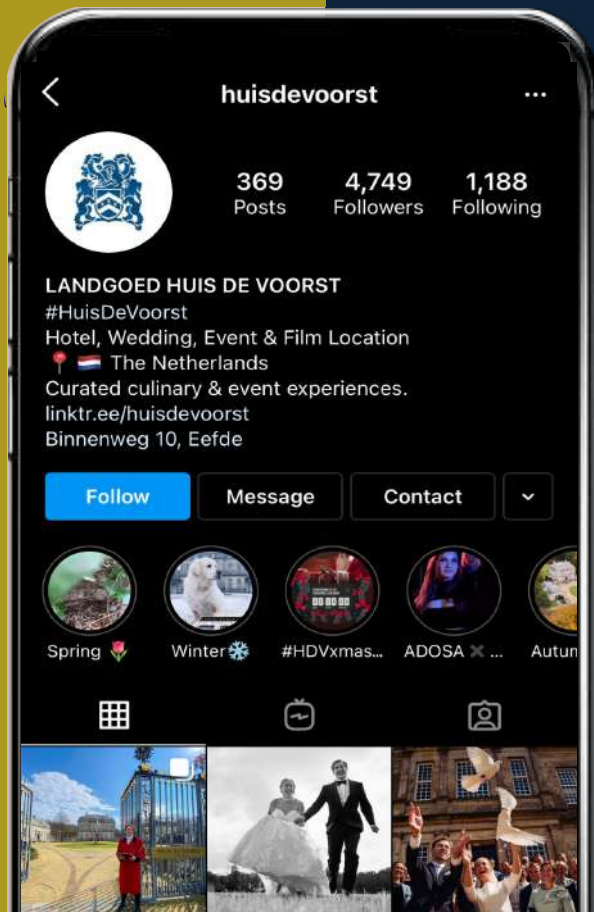 huisdevoorst
369 4,749 1,188
Posts Followers Following
LANDGOED HUIS DE VOORST
#HuisDeVoorst
Hotel, Wedding, Event & Film Location
📍 🇳🇱 The Netherlands
Curated culinary & event experiences.
linktr.ee/huisdevoorst
Binnenweg 10, Eefde
Follow Message Contact
Spring 🌷 Winter❄️ #HDVxmas... ADOSA ✖️ ... Autun